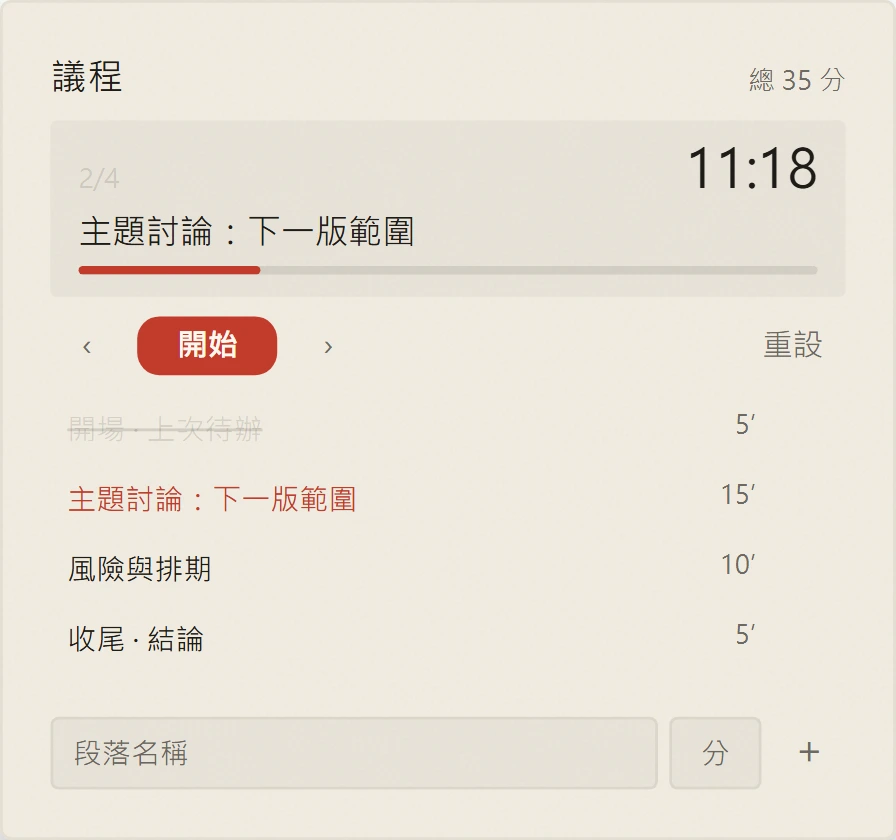 議程
總 35 分
2/4
11:18
主題討論：下一版範圍
‹ 開始 › 重設
開場 · 上次待辦 5′
主題討論：下一版範圍 15′
風險與排期 10′
收尾 · 結論 5′
段落名稱 分 +